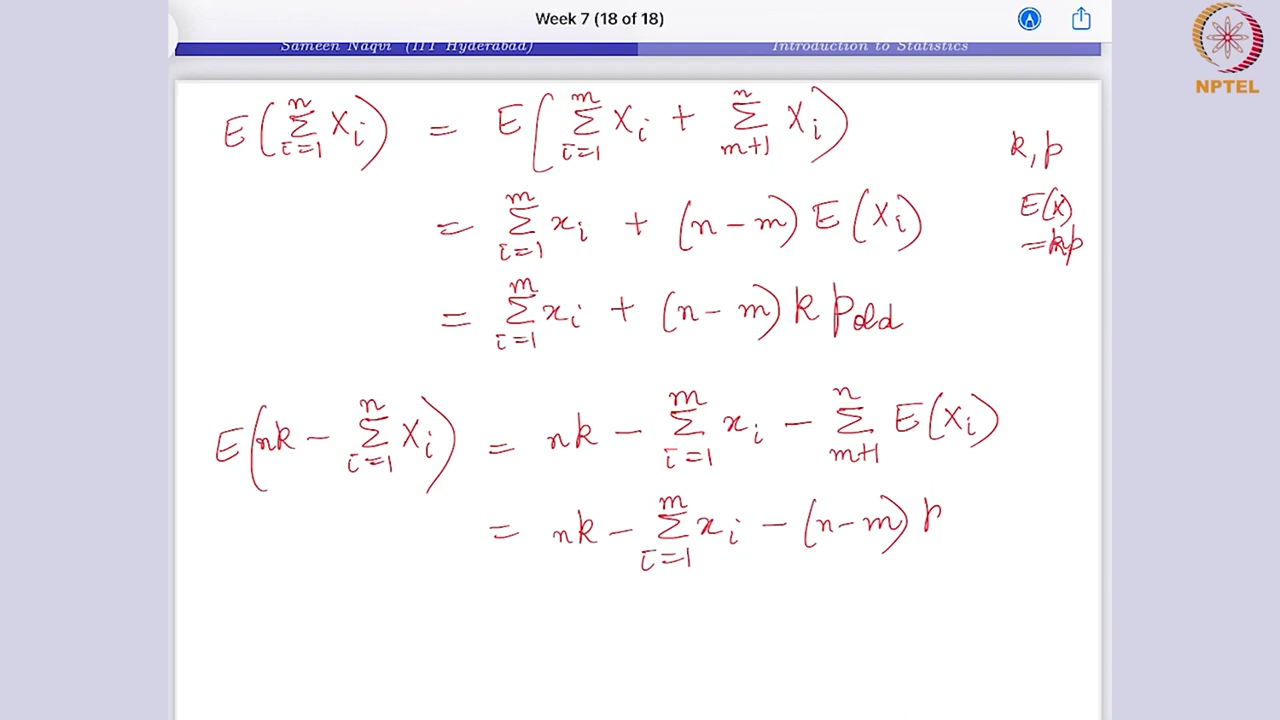 Week 7 (18 of 18)
NPTEL
Sameen Naqvi (IIT Hyderabad) Introduction to Statistics
E(∑_{i=1}^{n} X_i) = E(∑_{i=1}^{m} X_i + ∑_{m+1}^{n} X_i)
k, p
= ∑_{i=1}^{m} x_i + (n-m) E(X_i)
E(X)
= kp
= ∑_{i=1}^{m} x_i + (n-m) k p_{old}
E(nk - ∑_{i=1}^{n} X_i) = nk - ∑_{i=1}^{m} x_i - ∑_{m+1}^{n} E(X_i)
= nk - ∑_{i=1}^{m} x_i - (n-m) p